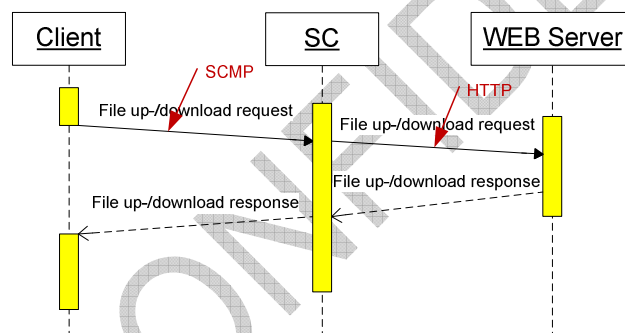 Client
SC
WEB Server
SCMP
HTTP
File up-/download request
File up-/download request
File up-/download response
File up-/download response
ONFIDE